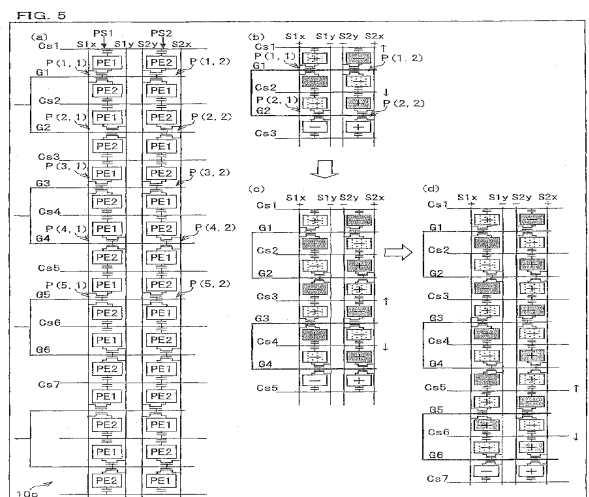 FIG. 5
(a)
PS1 PS2
S1x S1y S2y S2x
Cs1
P(1, 1) PE1 PE2 P(1, 2)
G1
PE2 PE1
Cs2
P(2, 1) PE1 PE2
G2 P(2, 2)
PE2 PE1
Cs3
P(3, 1) PE1 PE2 P(3, 2)
G3
PE2 PE1
Cs4
P(4, 1) PE1 PE2 P(4, 2)
G4
PE2 PE1
Cs5
P(5, 1) PE1 PE2 P(5, 2)
G5
PE2 PE1
Cs6
PE1 PE2
G6
PE2 PE1
Cs7
PE1 PE2
PE2 PE1
PE1 PE2
PE2 PE1
(b)
S1x S1y S2y S2x
+ - - +
Cs1 ↑
P(1, 1) P(1, 2)
G1
Cs2 ↓
P(2, 1)
G2 P(2, 2)
- +
Cs3
(c)
S1x S1y S2y S2x
+ - - +
Cs1
G1
Cs2
G2
Cs3 ↑
G3
Cs4 ↓
G4
- +
Cs5
(d)
S1x S1y S2y S2x
+ - - +
Cs1
G1
Cs2
G2
Cs3
G3
Cs4
G4
Cs5 ↑
G5
Cs6 ↓
G6
- +
Cs7